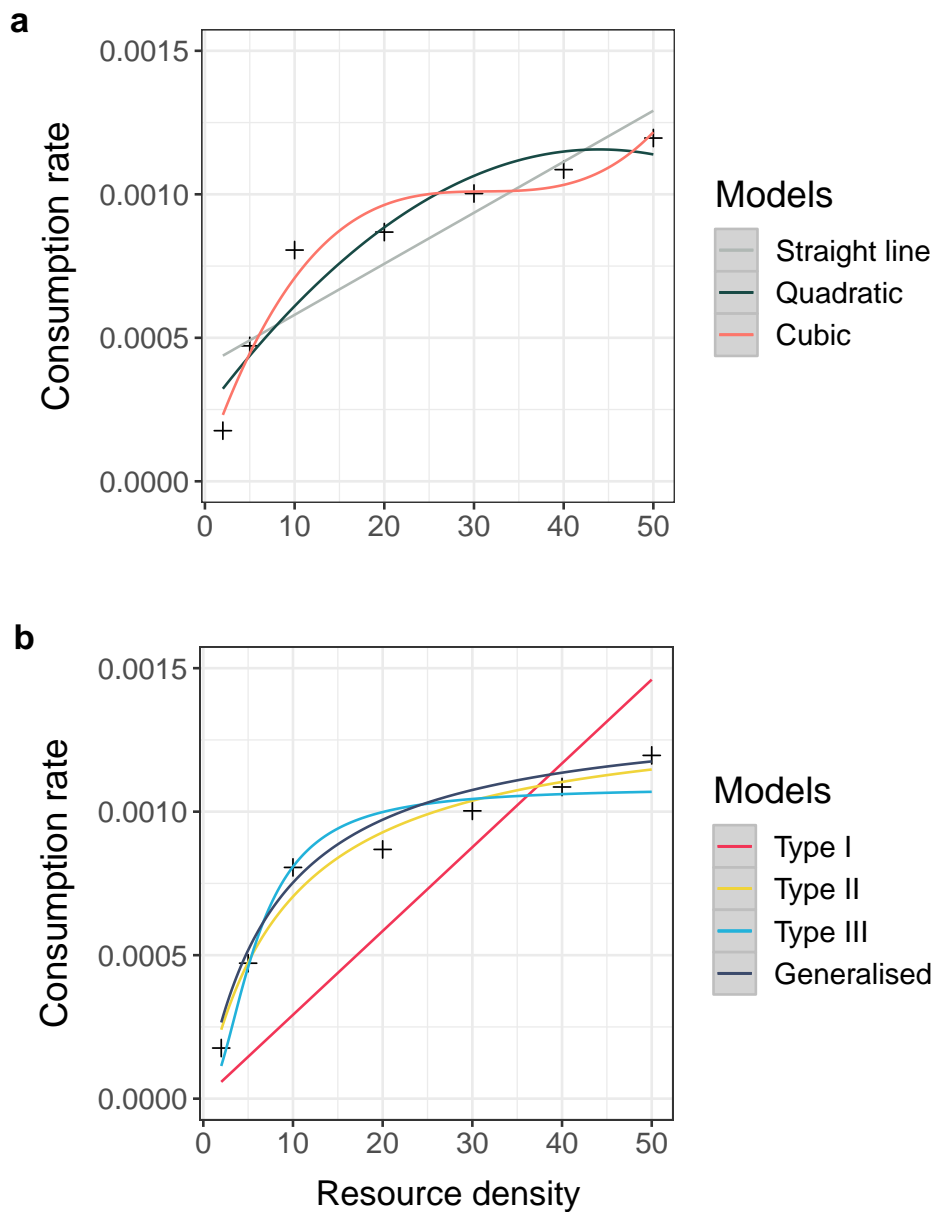 a
0.0015
0.0010
0.0005
0.0000
Consumption rate
0 10 20 30 40 50
Models
Straight line
Quadratic
Cubic
b
0.0015
0.0010
0.0005
0.0000
Consumption rate
0 10 20 30 40 50
Resource density
Models
Type I
Type II
Type III
Generalised